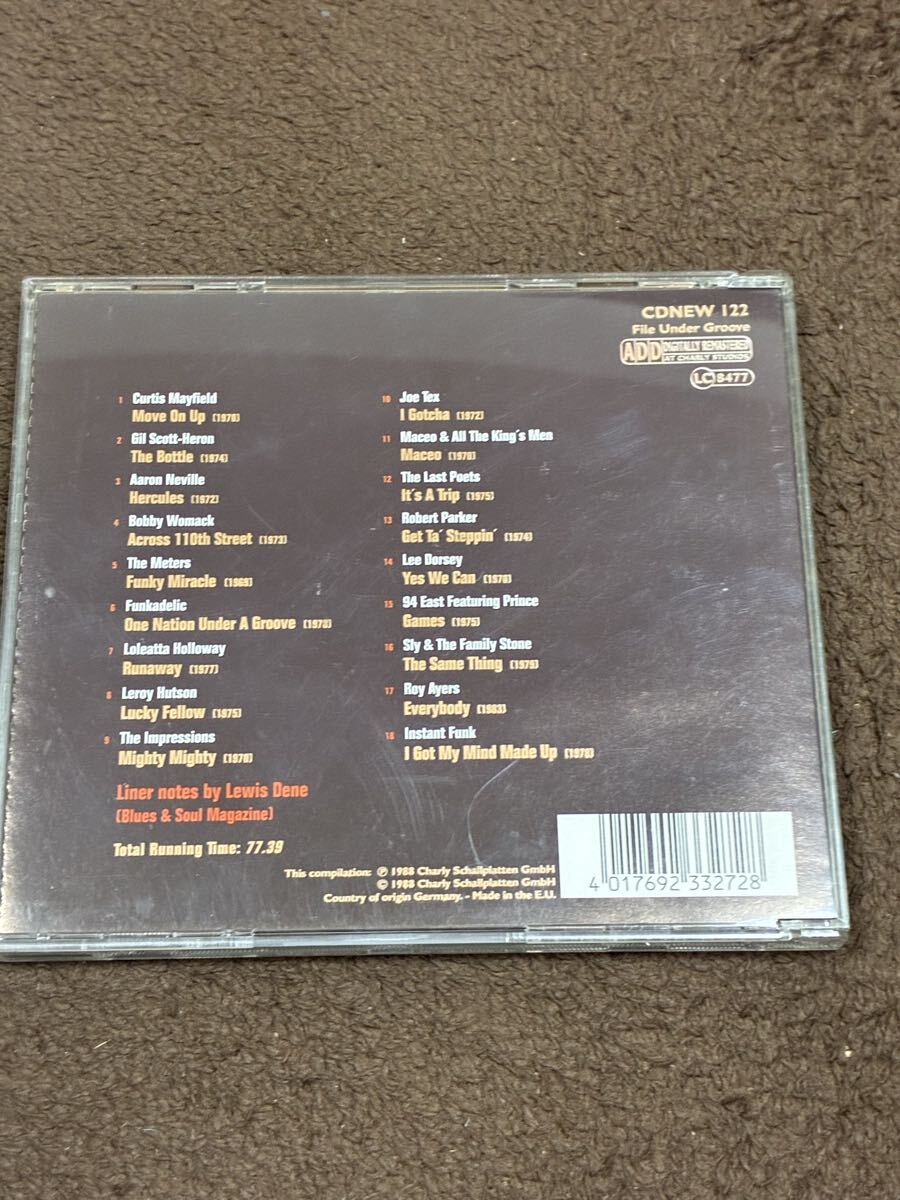 CDNEW 122
File Under Groove
ADD DIGITALLY REMASTERED
AT CHARLY STUDIOS
LC 8477
1 Curtis Mayfield
Move On Up (1970)
2 Gil Scott-Heron
The Bottle (1974)
3 Aaron Neville
Hercules (1972)
4 Bobby Womack
Across 110th Street (1973)
5 The Meters
Funky Miracle (1969)
6 Funkadelic
One Nation Under A Groove (1978)
7 Loleatta Holloway
Runaway (1977)
8 Leroy Hutson
Lucky Fellow (1975)
9 The Impressions
Mighty Mighty (1970)
10 Joe Tex
I Gotcha (1972)
11 Maceo & All The King's Men
Maceo (1970)
12 The Last Poets
It's A Trip (1975)
13 Robert Parker
Get Ta´ Steppin´ (1974)
14 Lee Dorsey
Yes We Can (1970)
15 94 East Featuring Prince
Games (1975)
16 Sly & The Family Stone
The Same Thing (1979)
17 Roy Ayers
Everybody (1983)
18 Instant Funk
I Got My Mind Made Up (1978)
Liner notes by Lewis Dene
(Blues & Soul Magazine)
Total Running Time: 77.39
This compilation: ℗ 1988 Charly Schallplatten GmbH
© 1988 Charly Schallplatten GmbH
Country of origin Germany. - Made in the E.U.
4 017692 332728